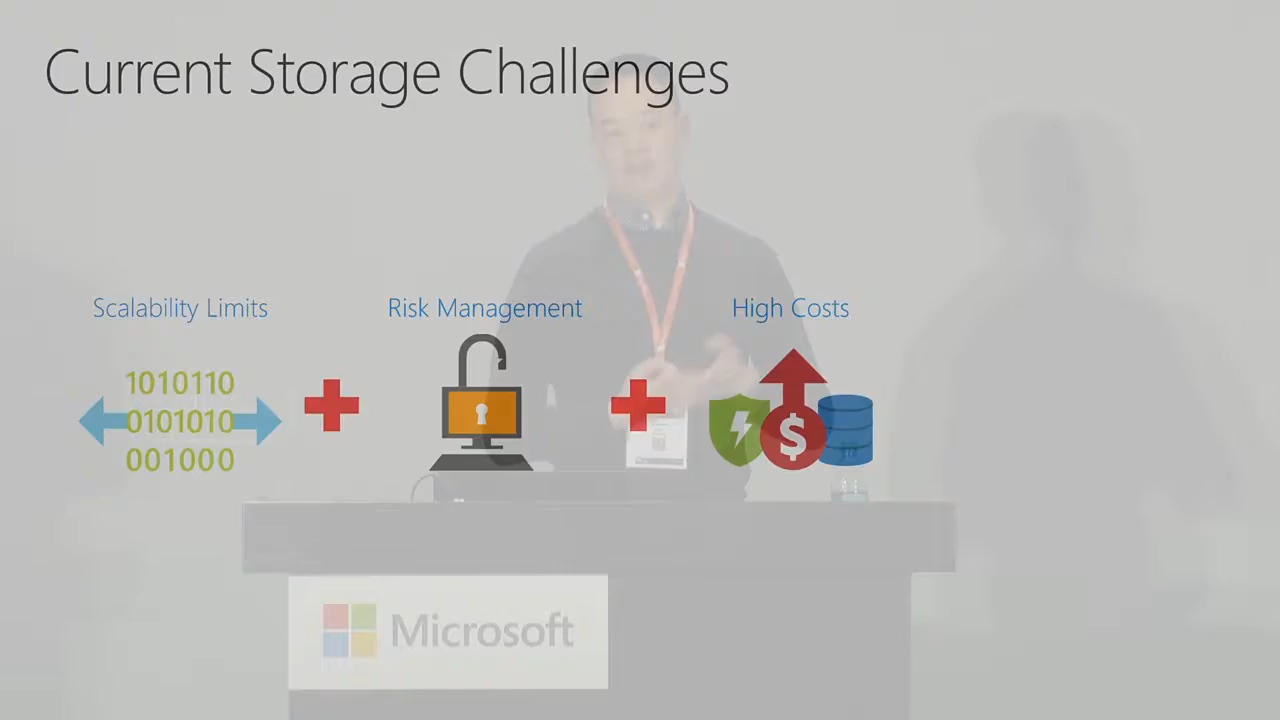 Current Storage Challenges
Scalability Limits
Risk Management
High Costs
1010110
0101010
001000
$
Microsoft